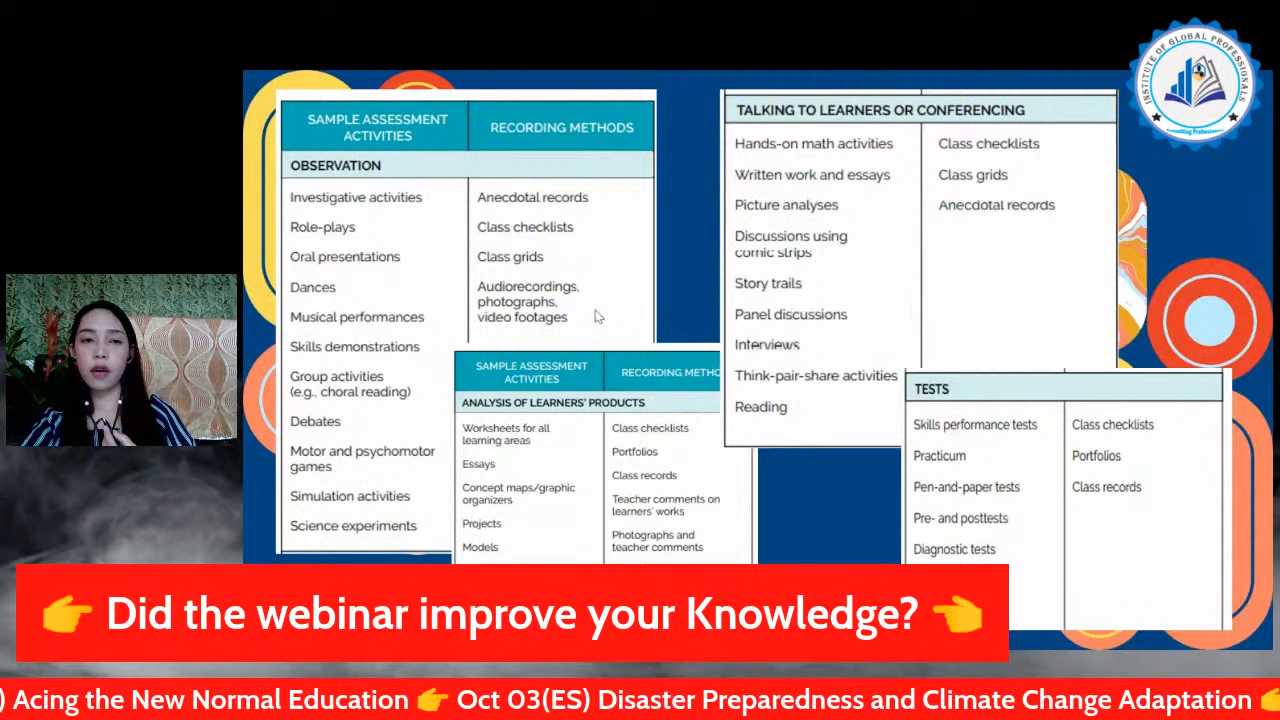 INSTITUTE OF GLOBAL PROFESSIONALS
SAMPLE ASSESSMENT
ACTIVITIES
RECORDING METHODS
OBSERVATION
Investigative activities
Anecdotal records
Role-plays
Class checklists
Oral presentations
Class grids
Dances
Audiorecordings,
photographs,
video footages
Musical performances
Skills demonstrations
Group activities
(e.g., choral reading)
Debates
Motor and psychomotor
games
Simulation activities
Science experiments
SAMPLE ASSESSMENT
ACTIVITIES
RECORDING METHO
ANALYSIS OF LEARNERS' PRODUCTS
Worksheets for all
learning areas
Class checklists
Essays
Portfolios
Concept maps/graphic
organizers
Class records
Projects
Teacher comments on
learners' works
Models
Photographs and
teacher comments
TALKING TO LEARNERS OR CONFERENCING
Hands-on math activities
Class checklists
Written work and essays
Class grids
Picture analyses
Anecdotal records
Discussions using
comic strips
Story trails
Panel discussions
Interviews
Think-pair-share activities
Reading
TESTS
Skills performance tests
Class checklists
Practicum
Portfolios
Pen-and-paper tests
Class records
Pre- and posttests
Diagnostic tests
👉 Did the webinar improve your Knowledge? 👈
) Acing the New Normal Education 👉 Oct 03(ES) Disaster Preparedness and Climate Change Adaptation 👉